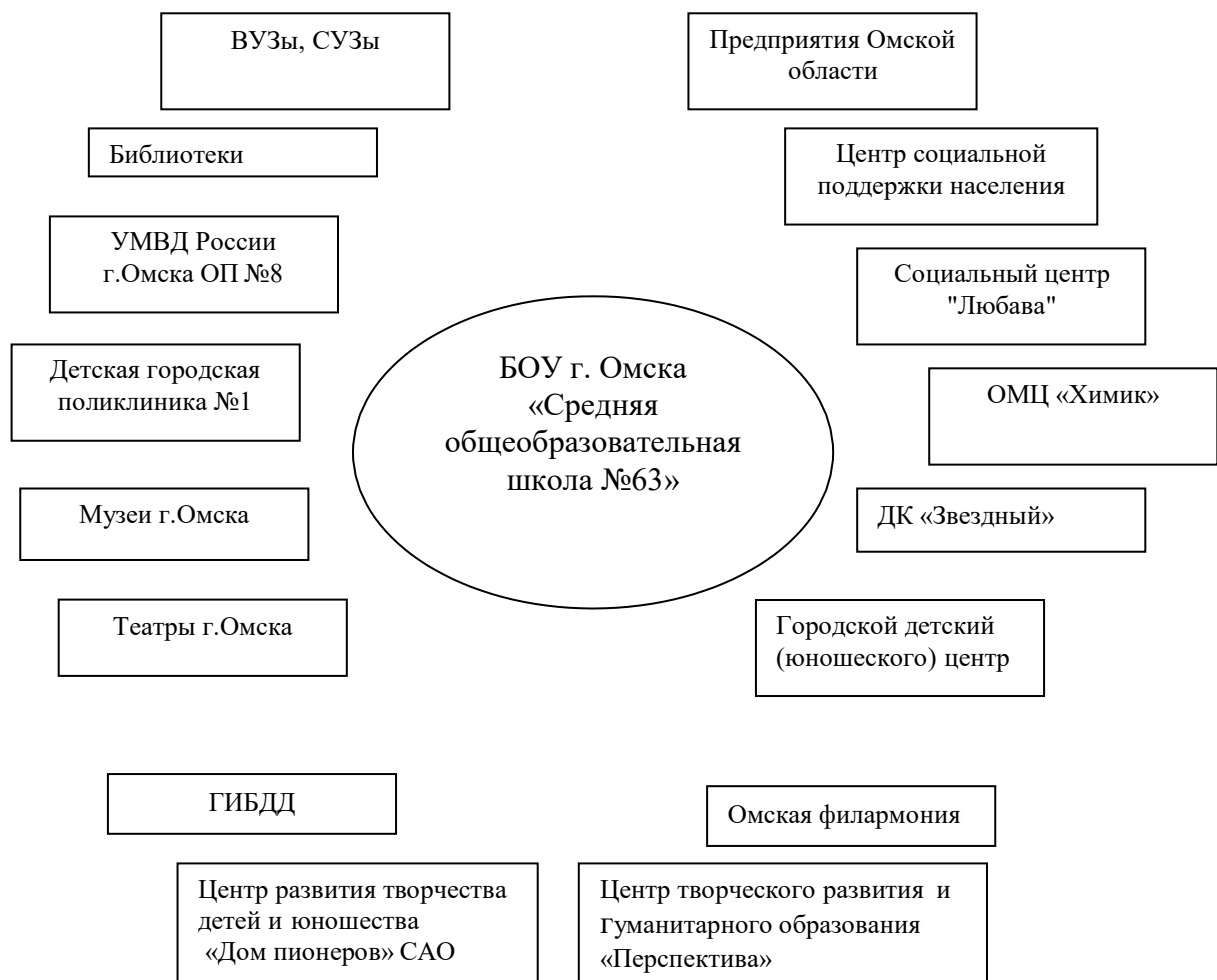 ВУЗы, СУЗы
Предприятия Омской
области
Библиотеки
Центр социальной
поддержки населения
УМВД России
г.Омска ОП №8
Социальный центр
"Любава"
БОУ г. Омска
«Средняя
общеобразовательная
школа №63»
Детская городская
поликлиника №1
ОМЦ «Химик»
Музеи г.Омска
ДК «Звездный»
Театры г.Омска
Городской детский
(юношеского) центр
ГИБДД
Омская филармония
Центр развития творчества
детей и юношества
«Дом пионеров» САО
Центр творческого развития и
гуманитарного образования
«Перспектива»